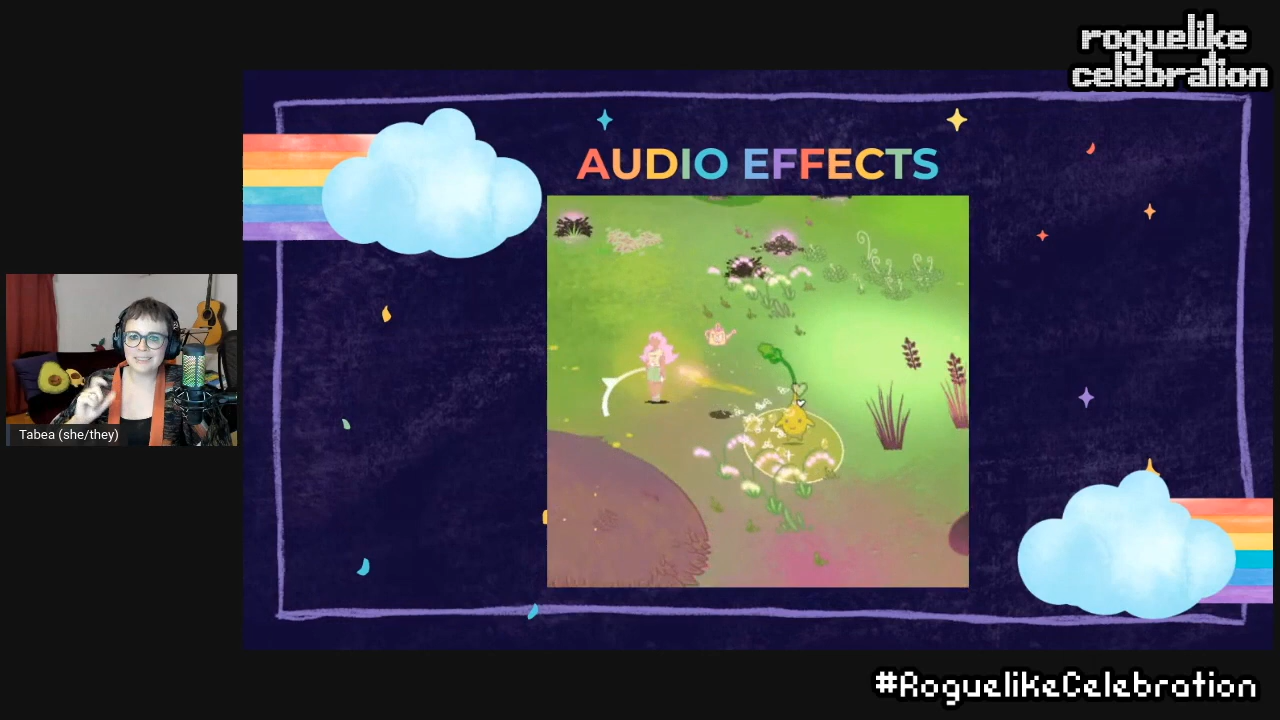 roguelike
celebration
AUDIO EFFECTS
Tabea (she/they)
#RoguelikeCelebration